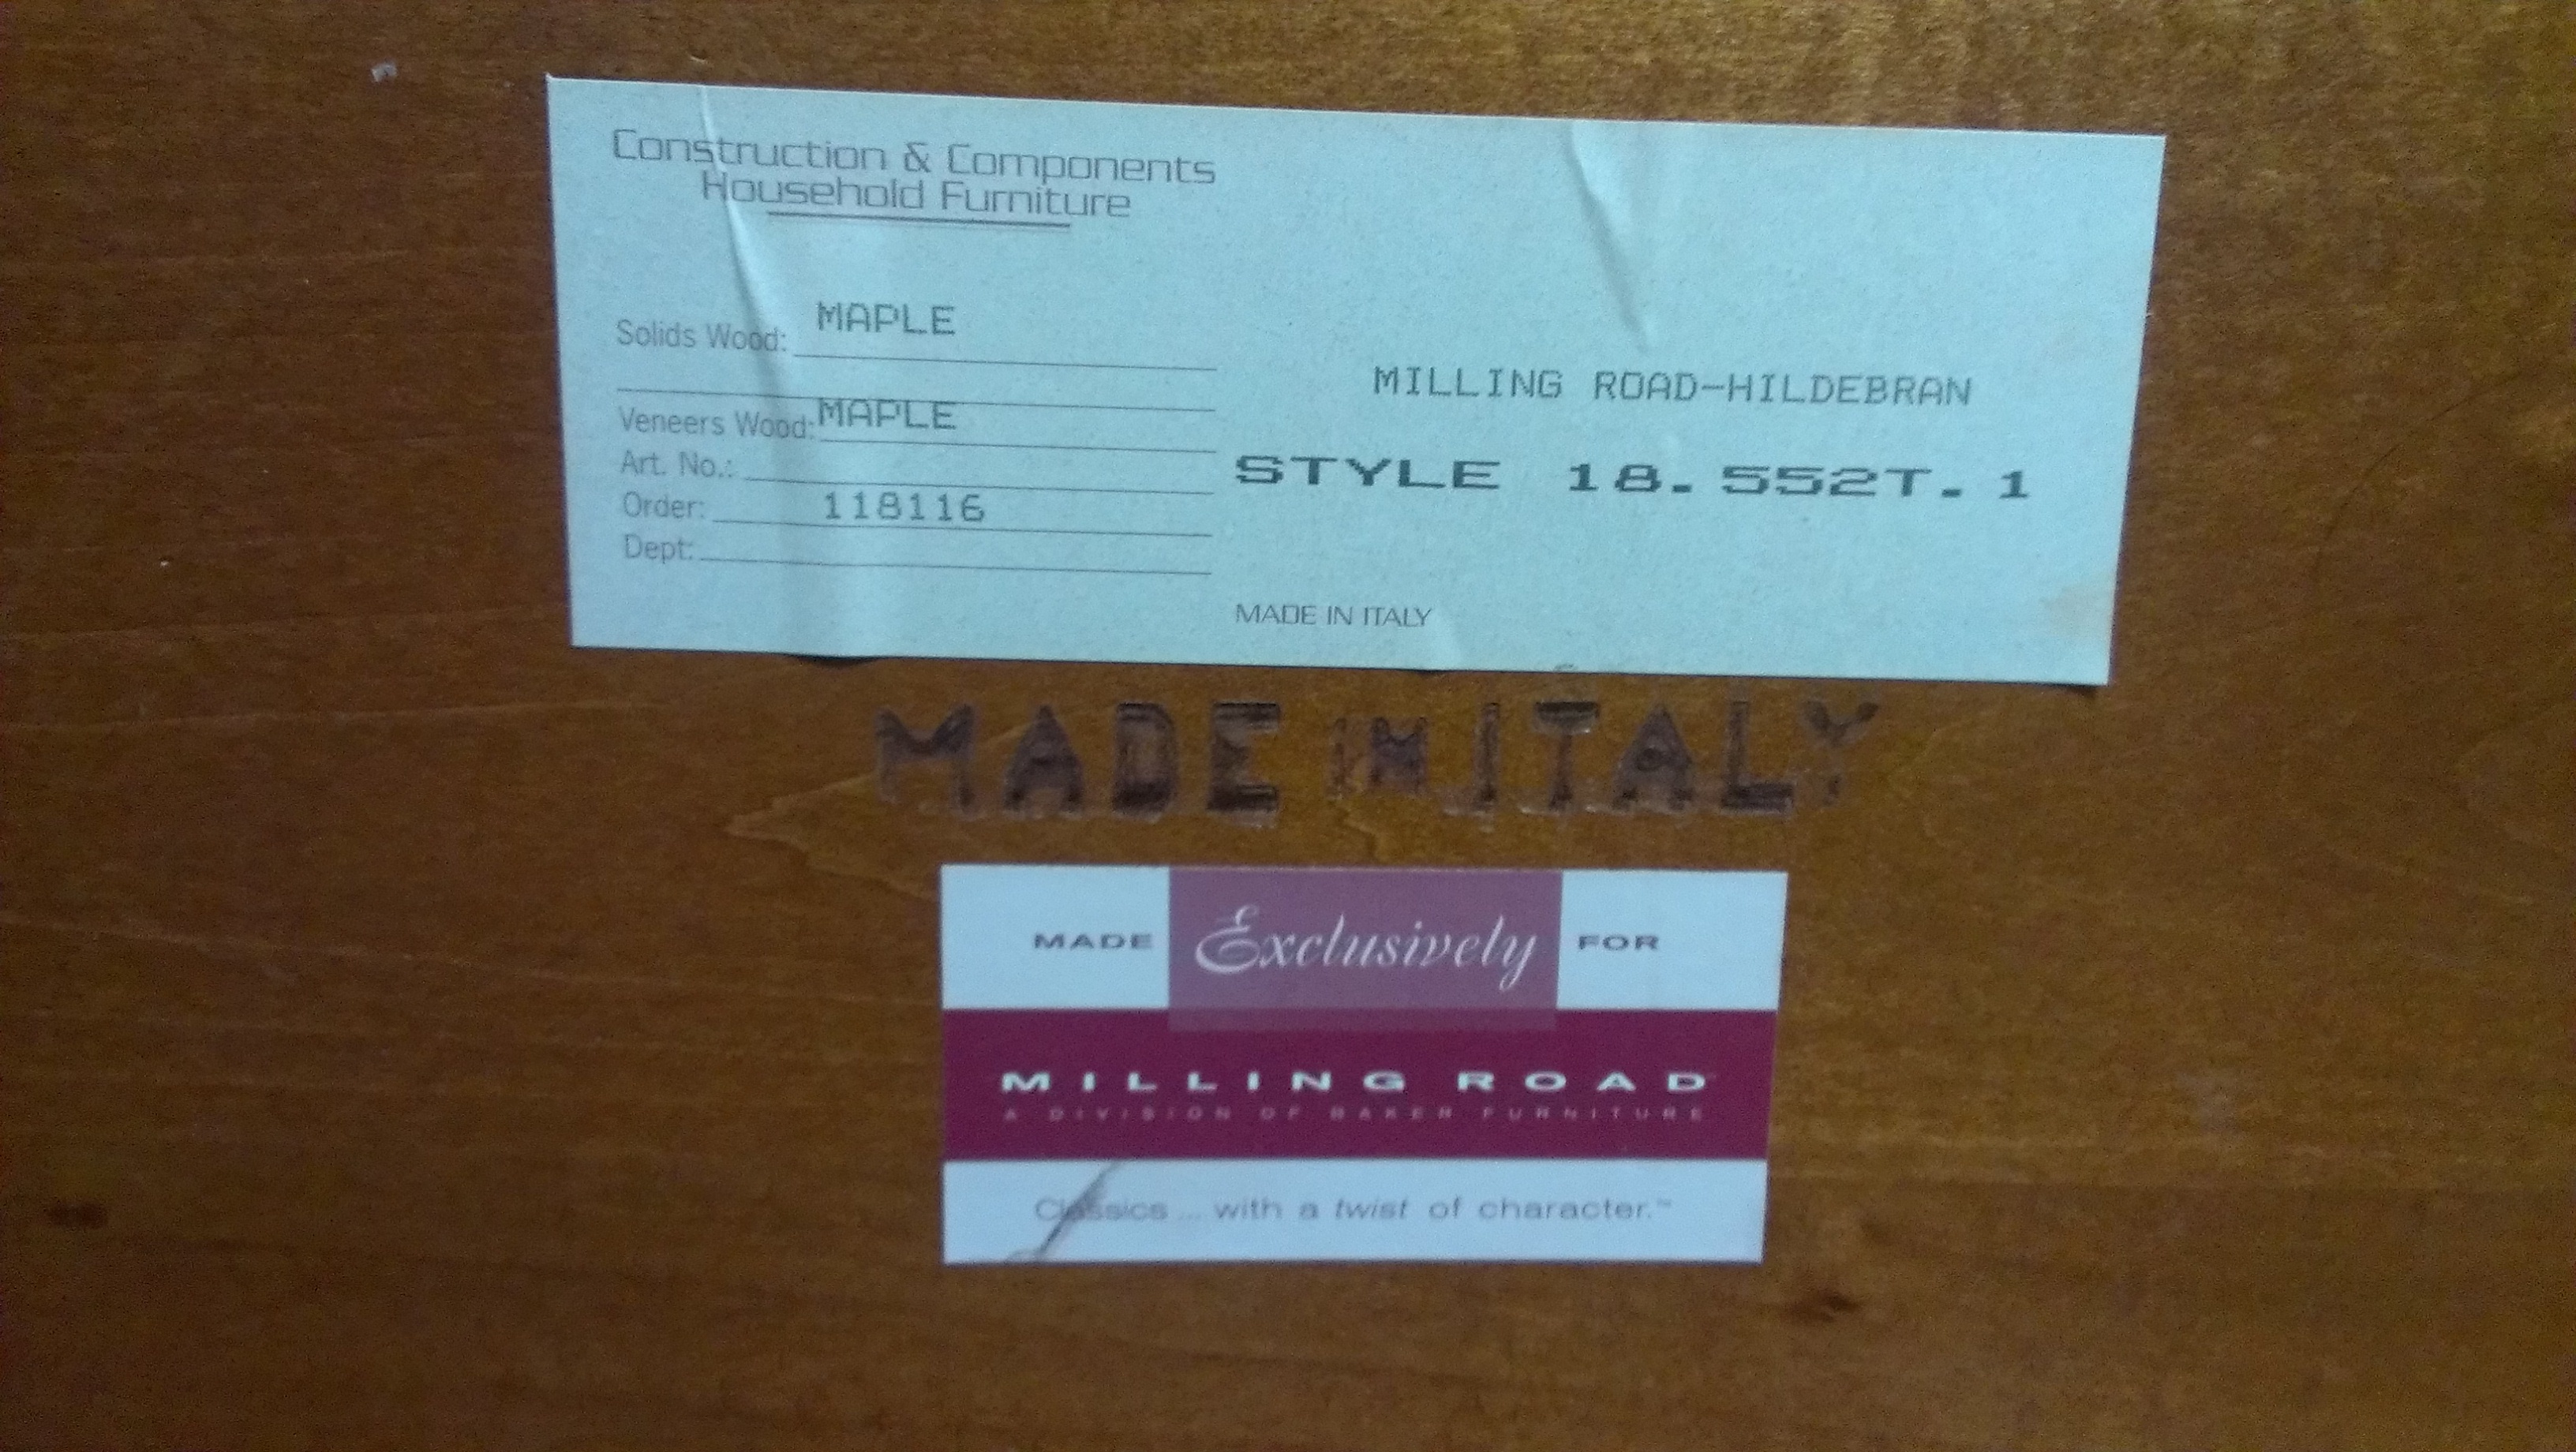 Construction & Components
Household Furniture
Solids Wood: MAPLE
Veneers Wood: MAPLE
Art. No.:
Order: 118116
Dept:
MILLING ROAD-HILDEBRAN
STYLE 18.552T.1
MADE IN ITALY
MADE IN ITALY
MADE Exclusively FOR
MILLING ROAD
A DIVISION OF BAKER FURNITURE
Classics ... with a twist of character.™